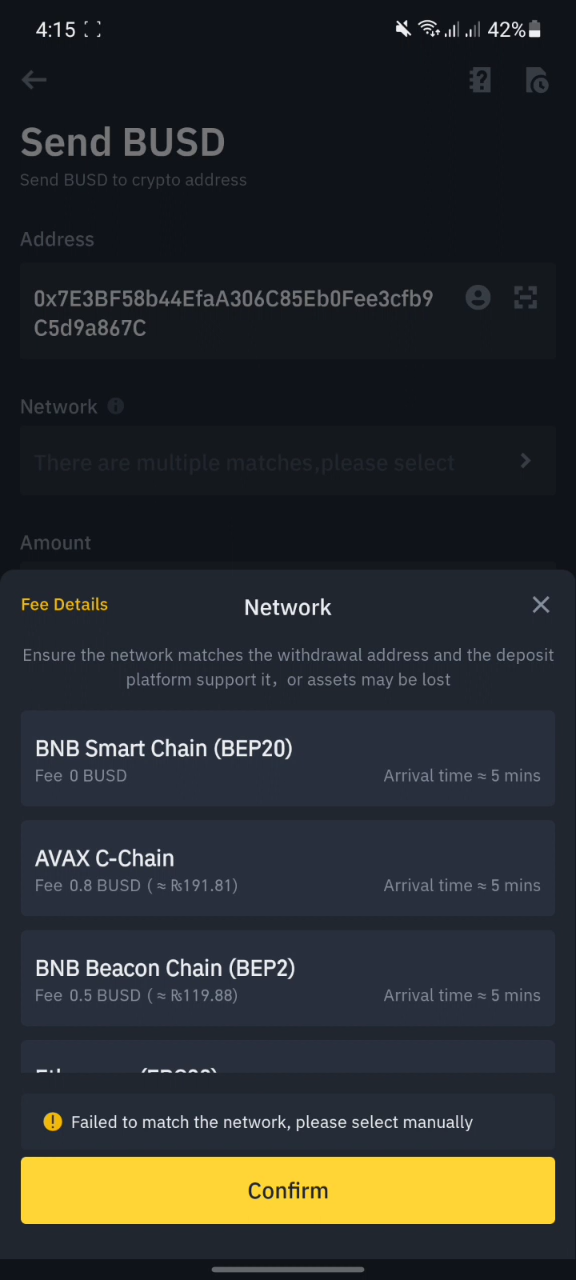 4:15
42%
Send BUSD
Send BUSD to crypto address
Address
0x7E3BF58b44EfaA306C85Eb0Fee3cfb9
C5d9a867C
Network
There are multiple matches,please select
Amount
Fee Details
Network
Ensure the network matches the withdrawal address and the deposit
platform support it，or assets may be lost
BNB Smart Chain (BEP20)
Fee 0 BUSD
Arrival time ≈ 5 mins
AVAX C-Chain
Fee 0.8 BUSD ( ≈ ₨191.81)
Arrival time ≈ 5 mins
BNB Beacon Chain (BEP2)
Fee 0.5 BUSD ( ≈ ₨119.88)
Arrival time ≈ 5 mins
Failed to match the network, please select manually
Confirm